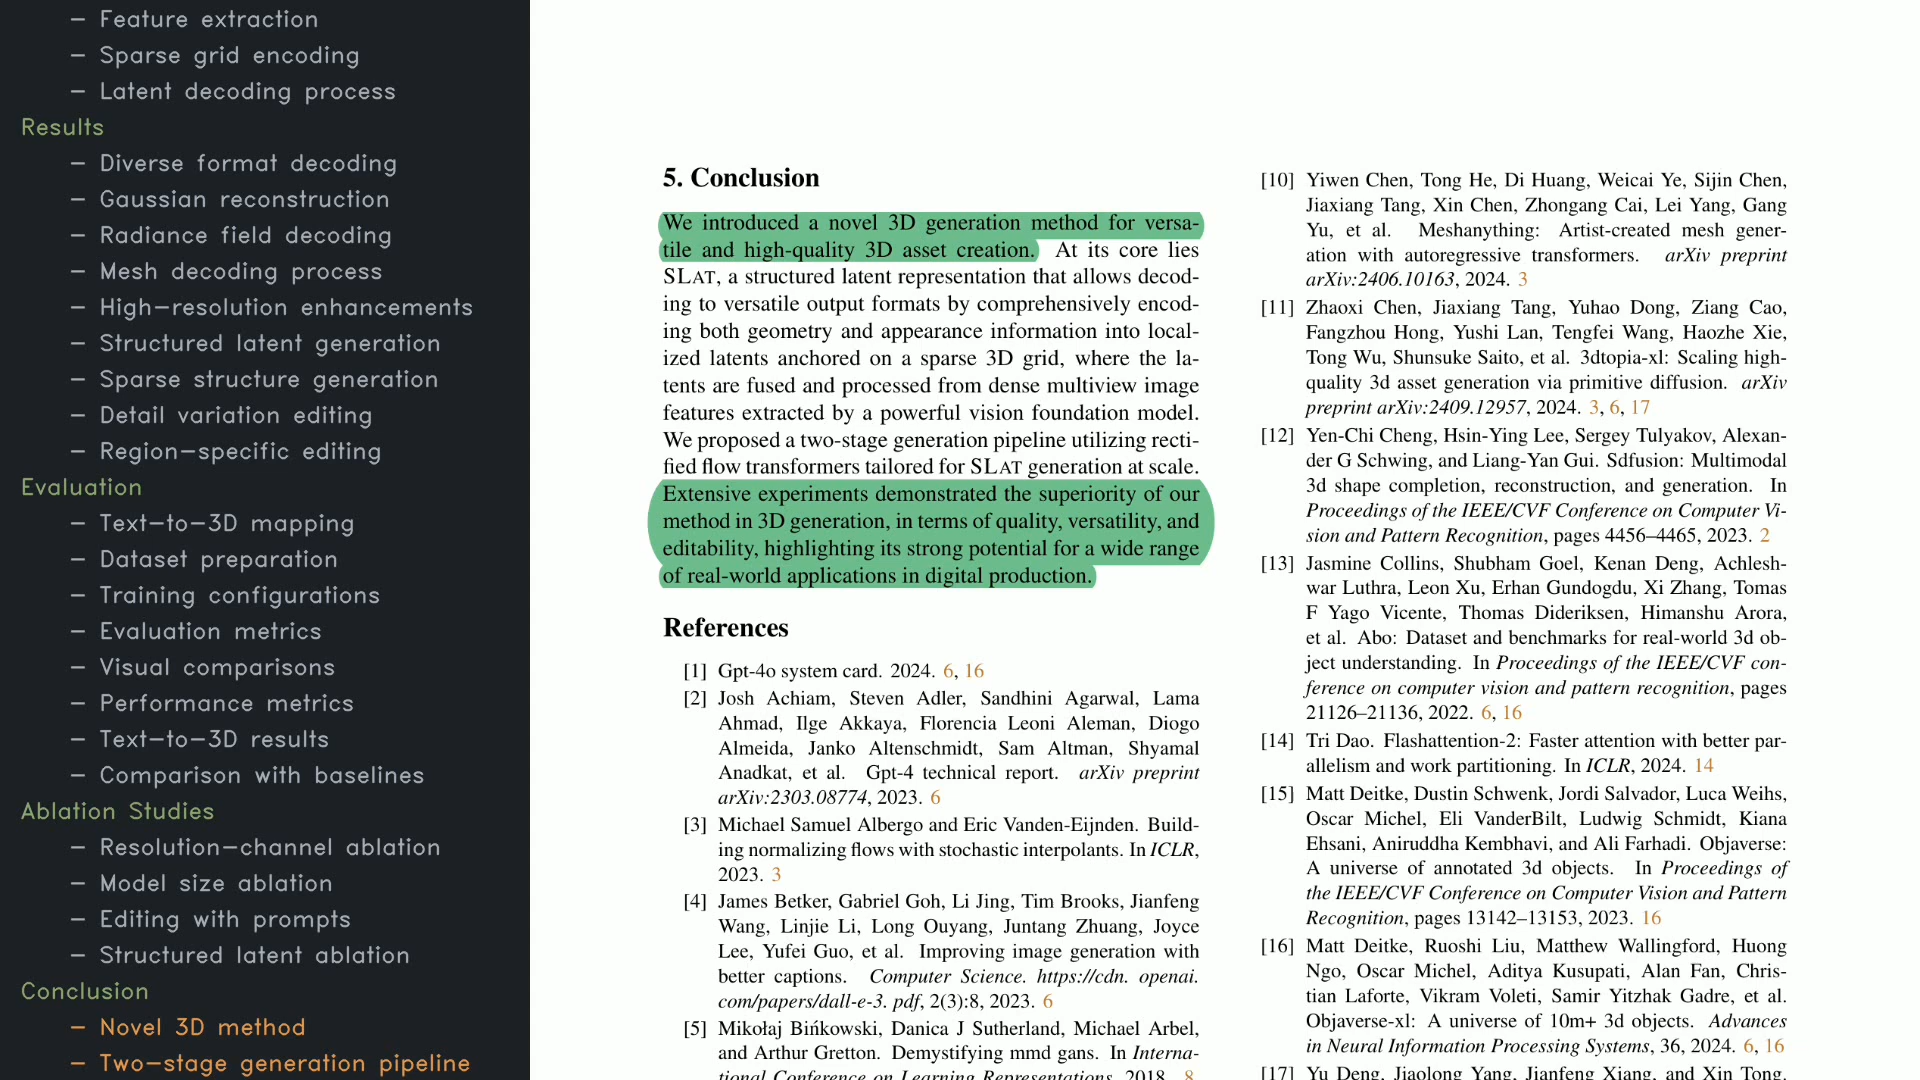 – Feature extraction
– Sparse grid encoding
– Latent decoding process
Results
– Diverse format decoding
– Gaussian reconstruction
– Radiance field decoding
– Mesh decoding process
– High-resolution enhancements
– Structured latent generation
– Sparse structure generation
– Detail variation editing
– Region-specific editing
Evaluation
– Text-to-3D mapping
– Dataset preparation
– Training configurations
– Evaluation metrics
– Visual comparisons
– Performance metrics
– Text-to-3D results
– Comparison with baselines
Ablation Studies
– Resolution-channel ablation
– Model size ablation
– Editing with prompts
– Structured latent ablation
Conclusion
– Novel 3D method
– Two-stage generation pipeline
5. Conclusion
We introduced a novel 3D generation method for versa-
tile and high-quality 3D asset creation. At its core lies
SLAT, a structured latent representation that allows decod-
ing to versatile output formats by comprehensively encod-
ing both geometry and appearance information into local-
ized latents anchored on a sparse 3D grid, where the la-
tents are fused and processed from dense multiview image
features extracted by a powerful vision foundation model.
We proposed a two-stage generation pipeline utilizing recti-
fied flow transformers tailored for SLAT generation at scale.
Extensive experiments demonstrated the superiority of our
method in 3D generation, in terms of quality, versatility, and
editability, highlighting its strong potential for a wide range
of real-world applications in digital production.
References
[1] Gpt-4o system card. 2024. 6, 16
[2] Josh Achiam, Steven Adler, Sandhini Agarwal, Lama
Ahmad, Ilge Akkaya, Florencia Leoni Aleman, Diogo
Almeida, Janko Altenschmidt, Sam Altman, Shyamal
Anadkat, et al. Gpt-4 technical report. arXiv preprint
arXiv:2303.08774, 2023. 6
[3] Michael Samuel Albergo and Eric Vanden-Eijnden. Build-
ing normalizing flows with stochastic interpolants. In ICLR,
2023. 3
[4] James Betker, Gabriel Goh, Li Jing, Tim Brooks, Jianfeng
Wang, Linjie Li, Long Ouyang, Juntang Zhuang, Joyce
Lee, Yufei Guo, et al. Improving image generation with
better captions. Computer Science. https://cdn. openai.
com/papers/dall-e-3. pdf, 2(3):8, 2023. 6
[5] Mikołaj Bińkowski, Danica J Sutherland, Michael Arbel,
and Arthur Gretton. Demystifying mmd gans. In Interna-
tional Conference on Learning Representations, 2018. 8
[10] Yiwen Chen, Tong He, Di Huang, Weicai Ye, Sijin Chen,
Jiaxiang Tang, Xin Chen, Zhongang Cai, Lei Yang, Gang
Yu, et al. Meshanything: Artist-created mesh gener-
ation with autoregressive transformers. arXiv preprint
arXiv:2406.10163, 2024. 3
[11] Zhaoxi Chen, Jiaxiang Tang, Yuhao Dong, Ziang Cao,
Fangzhou Hong, Yushi Lan, Tengfei Wang, Haozhe Xie,
Tong Wu, Shunsuke Saito, et al. 3dtopia-xl: Scaling high-
quality 3d asset generation via primitive diffusion. arXiv
preprint arXiv:2409.12957, 2024. 3, 6, 17
[12] Yen-Chi Cheng, Hsin-Ying Lee, Sergey Tulyakov, Alexan-
der G Schwing, and Liang-Yan Gui. Sdfusion: Multimodal
3d shape completion, reconstruction, and generation. In
Proceedings of the IEEE/CVF Conference on Computer Vi-
sion and Pattern Recognition, pages 4456–4465, 2023. 2
[13] Jasmine Collins, Shubham Goel, Kenan Deng, Achlesh-
war Luthra, Leon Xu, Erhan Gundogdu, Xi Zhang, Tomas
F Yago Vicente, Thomas Dideriksen, Himanshu Arora,
et al. Abo: Dataset and benchmarks for real-world 3d ob-
ject understanding. In Proceedings of the IEEE/CVF con-
ference on computer vision and pattern recognition, pages
21126–21136, 2022. 6, 16
[14] Tri Dao. Flashattention-2: Faster attention with better par-
allelism and work partitioning. In ICLR, 2024. 14
[15] Matt Deitke, Dustin Schwenk, Jordi Salvador, Luca Weihs,
Oscar Michel, Eli VanderBilt, Ludwig Schmidt, Kiana
Ehsani, Aniruddha Kembhavi, and Ali Farhadi. Objaverse:
A universe of annotated 3d objects. In Proceedings of
the IEEE/CVF Conference on Computer Vision and Pattern
Recognition, pages 13142–13153, 2023. 16
[16] Matt Deitke, Ruoshi Liu, Matthew Wallingford, Huong
Ngo, Oscar Michel, Aditya Kusupati, Alan Fan, Chris-
tian Laforte, Vikram Voleti, Samir Yitzhak Gadre, et al.
Objaverse-xl: A universe of 10m+ 3d objects. Advances
in Neural Information Processing Systems, 36, 2024. 6, 16
[17] Yu Deng, Jiaolong Yang, Jianfeng Xiang, and Xin Tong.